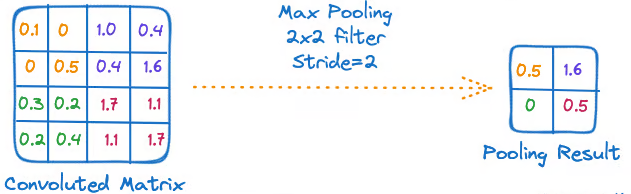 Max Pooling
2x2 filter
Stride=2
0.1 0 1.0 0.4
0 0.5 0.4 1.6
0.3 0.2 1.7 1.1
0.2 0.4 1.1 1.7
0.5 1.6
0 0.5
Convoluted Matrix
Pooling Result